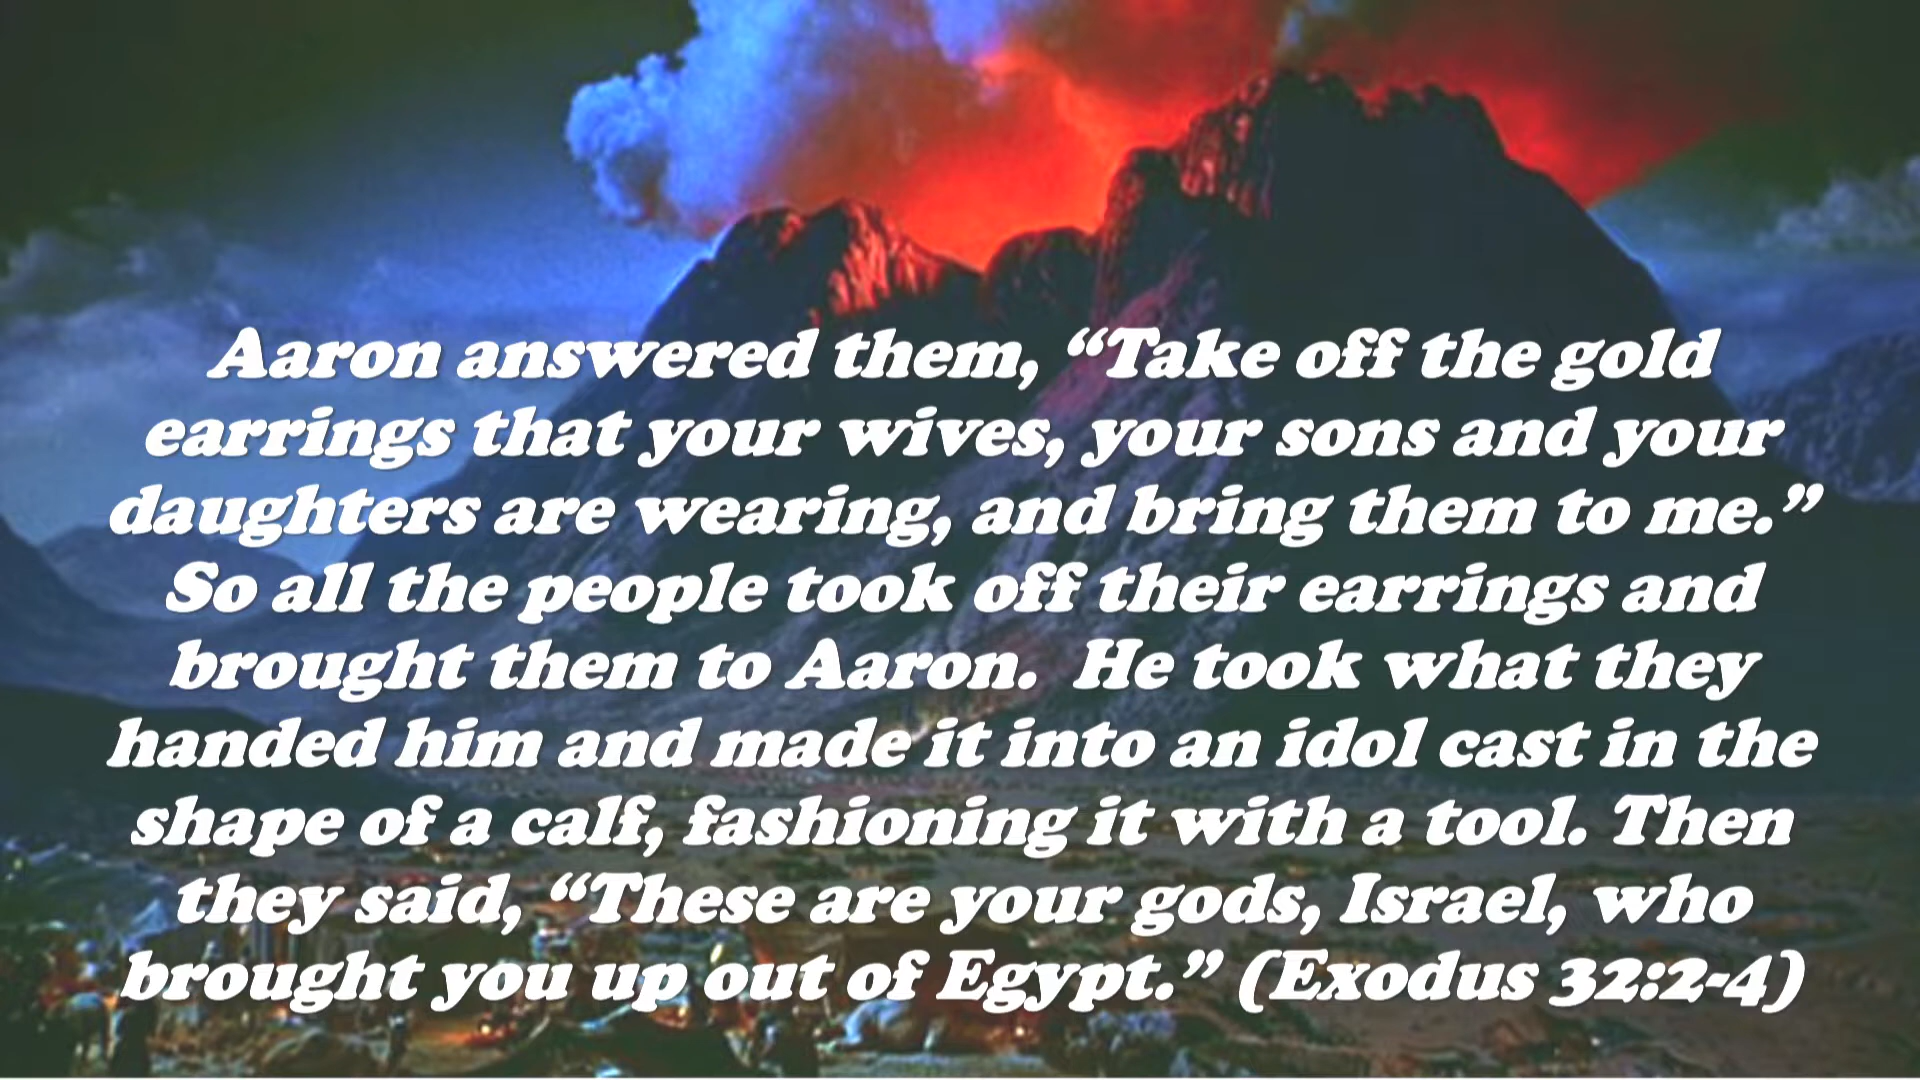 Aaron answered them, “Take off the gold
earrings that your wives, your sons and your
daughters are wearing, and bring them to me.”
So all the people took off their earrings and
brought them to Aaron.  He took what they
handed him and made it into an idol cast in the
shape of a calf, fashioning it with a tool. Then
they said, “These are your gods, Israel, who
brought you up out of Egypt.” (Exodus 32:2-4)